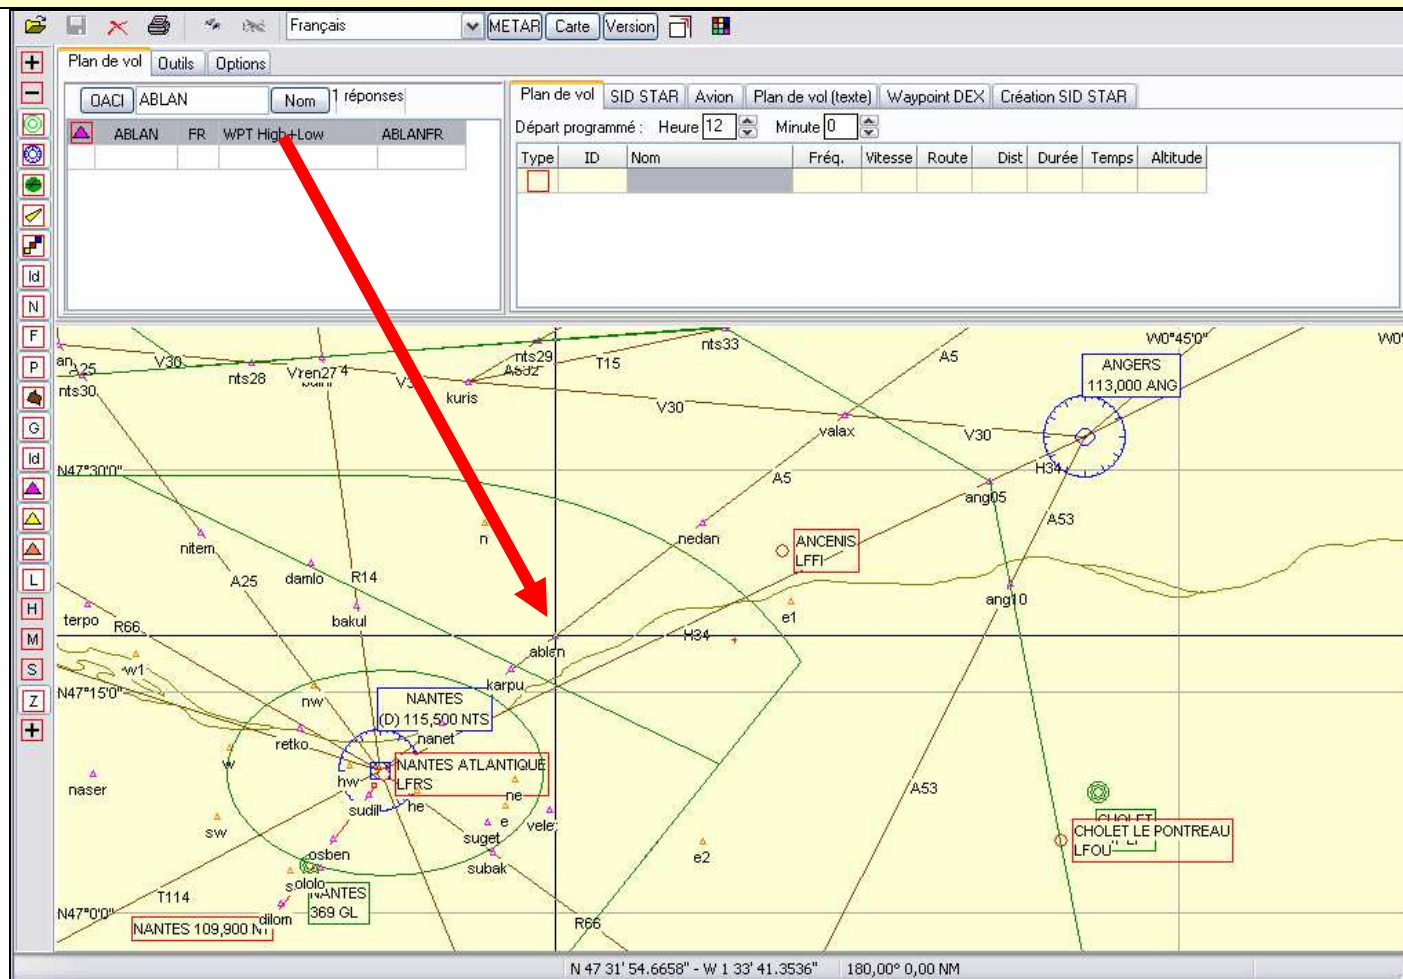 Français METAR Carte Version
Plan de vol Outils Options
OACI ABLAN Nom 1 réponses
ABLAN FR WPT High+Low ABLANFR
Plan de vol SID STAR Avion Plan de vol (texte) Waypoint DEX Création SID STAR
Départ programmé : Heure 12 Minute 0
Type ID Nom Fréq. Vitesse Route Dist Durée Temps Altitude
Id
N
F
P
G
Id
L
H
M
S
Z
W0°45'0"
nts33
nts29
T15
A5
V30
A25
nts28
nts30
kuris
V30
valax
V30
ANGERS
113,000 ANG
N47°30'0"
H34
A5
ang05
A53
nitem
n
nedan
ANCENIS
LFFI
A25
damlo
R14
ang10
terpo
R66
bakul
e1
H34
ablan
w1
karpu
N47°15'0"
nw
NANTES
(D) 115,500 NTS
retko
nanet
w
NANTES ATLANTIQUE
LFRS
naser
hw
he
ne
sudil
A53
sw
suget
e
subak
osben
e2
CHOLET
CHOLET LE PONTREAU
LFOU
ololo
NANTES
369 GL
T114
N47°0'0"
dilom
NANTES 109,900 NT
R66
N 47 31' 54.6658" - W 1 33' 41.3536" 180,00° 0,00 NM